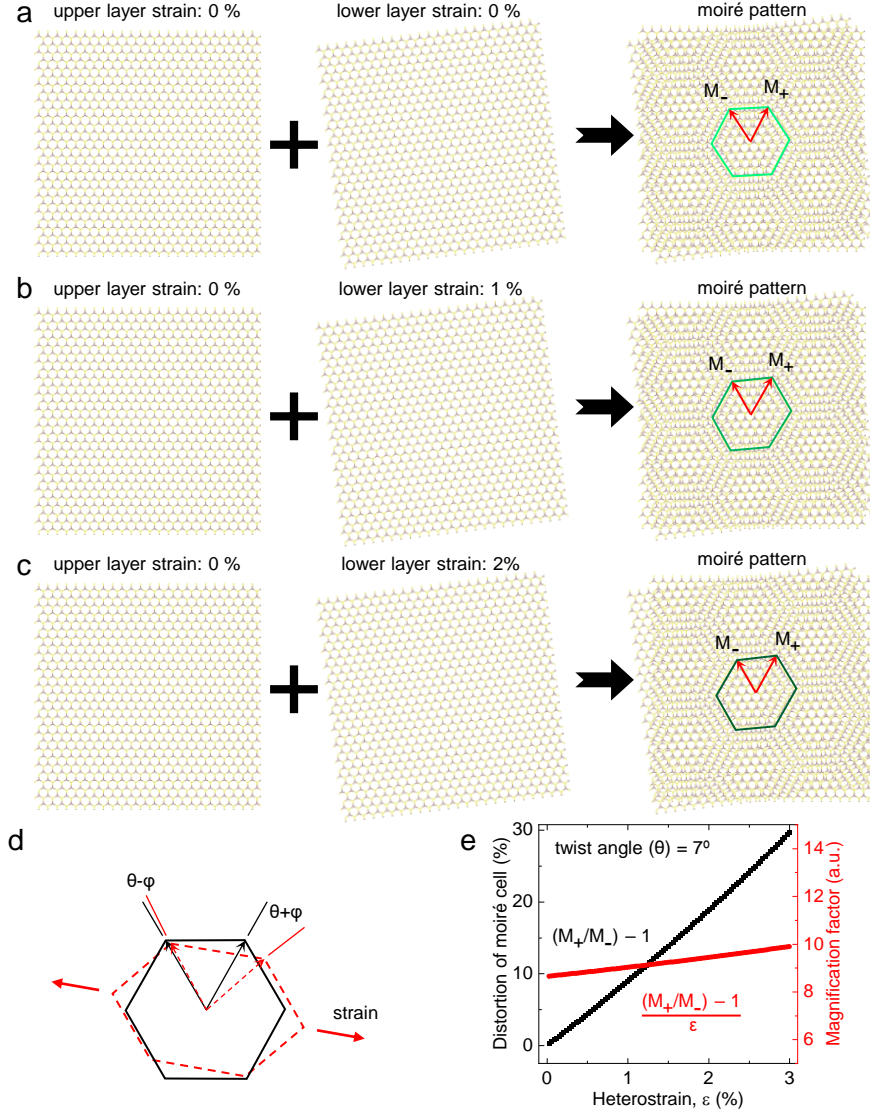 a
upper layer strain: 0 %
lower layer strain: 0 %
moiré pattern
M-
M+
b
upper layer strain: 0 %
lower layer strain: 1 %
moiré pattern
M-
M+
c
upper layer strain: 0 %
lower layer strain: 2%
moiré pattern
M-
M+
d
θ-φ
θ+φ
strain
e
twist angle (θ) = 7º
(M+/M-) − 1
(M+/M-) − 1
ε
30
20
10
0
Distortion of moiré cell (%)
14
12
10
8
6
Magnification factor (a.u.)
0
1
2
3
Heterostrain, ε (%)